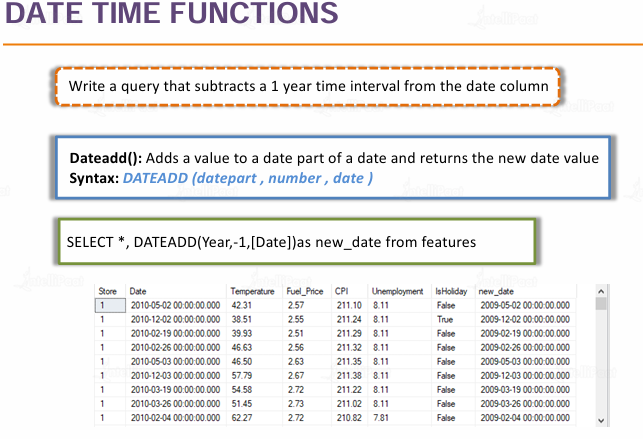 DATE TIME FUNCTIONS
Write a query that subtracts a 1 year time interval from the date column
Dateadd(): Adds a value to a date part of a date and returns the new date value
Syntax: DATEADD (datepart , number , date )
SELECT *, DATEADD(Year,-1,[Date])as new_date from features
Store Date Temperature Fuel_Price CPI Unemployment IsHoliday new_date
1 2010-05-02 00:00:00.000 42.31 2.57 211.10 8.11 False 2009-05-02 00:00:00.000
1 2010-12-02 00:00:00.000 38.51 2.55 211.24 8.11 True 2009-12-02 00:00:00.000
1 2010-02-19 00:00:00.000 39.93 2.51 211.29 8.11 False 2009-02-19 00:00:00.000
1 2010-02-26 00:00:00.000 46.63 2.56 211.32 8.11 False 2009-02-26 00:00:00.000
1 2010-05-03 00:00:00.000 46.50 2.63 211.35 8.11 False 2009-05-03 00:00:00.000
1 2010-12-03 00:00:00.000 57.79 2.67 211.38 8.11 False 2009-12-03 00:00:00.000
1 2010-03-19 00:00:00.000 54.58 2.72 211.22 8.11 False 2009-03-19 00:00:00.000
1 2010-03-26 00:00:00.000 51.45 2.73 211.02 8.11 False 2009-03-26 00:00:00.000
1 2010-02-04 00:00:00.000 62.27 2.72 210.82 7.81 False 2009-02-04 00:00:00.000